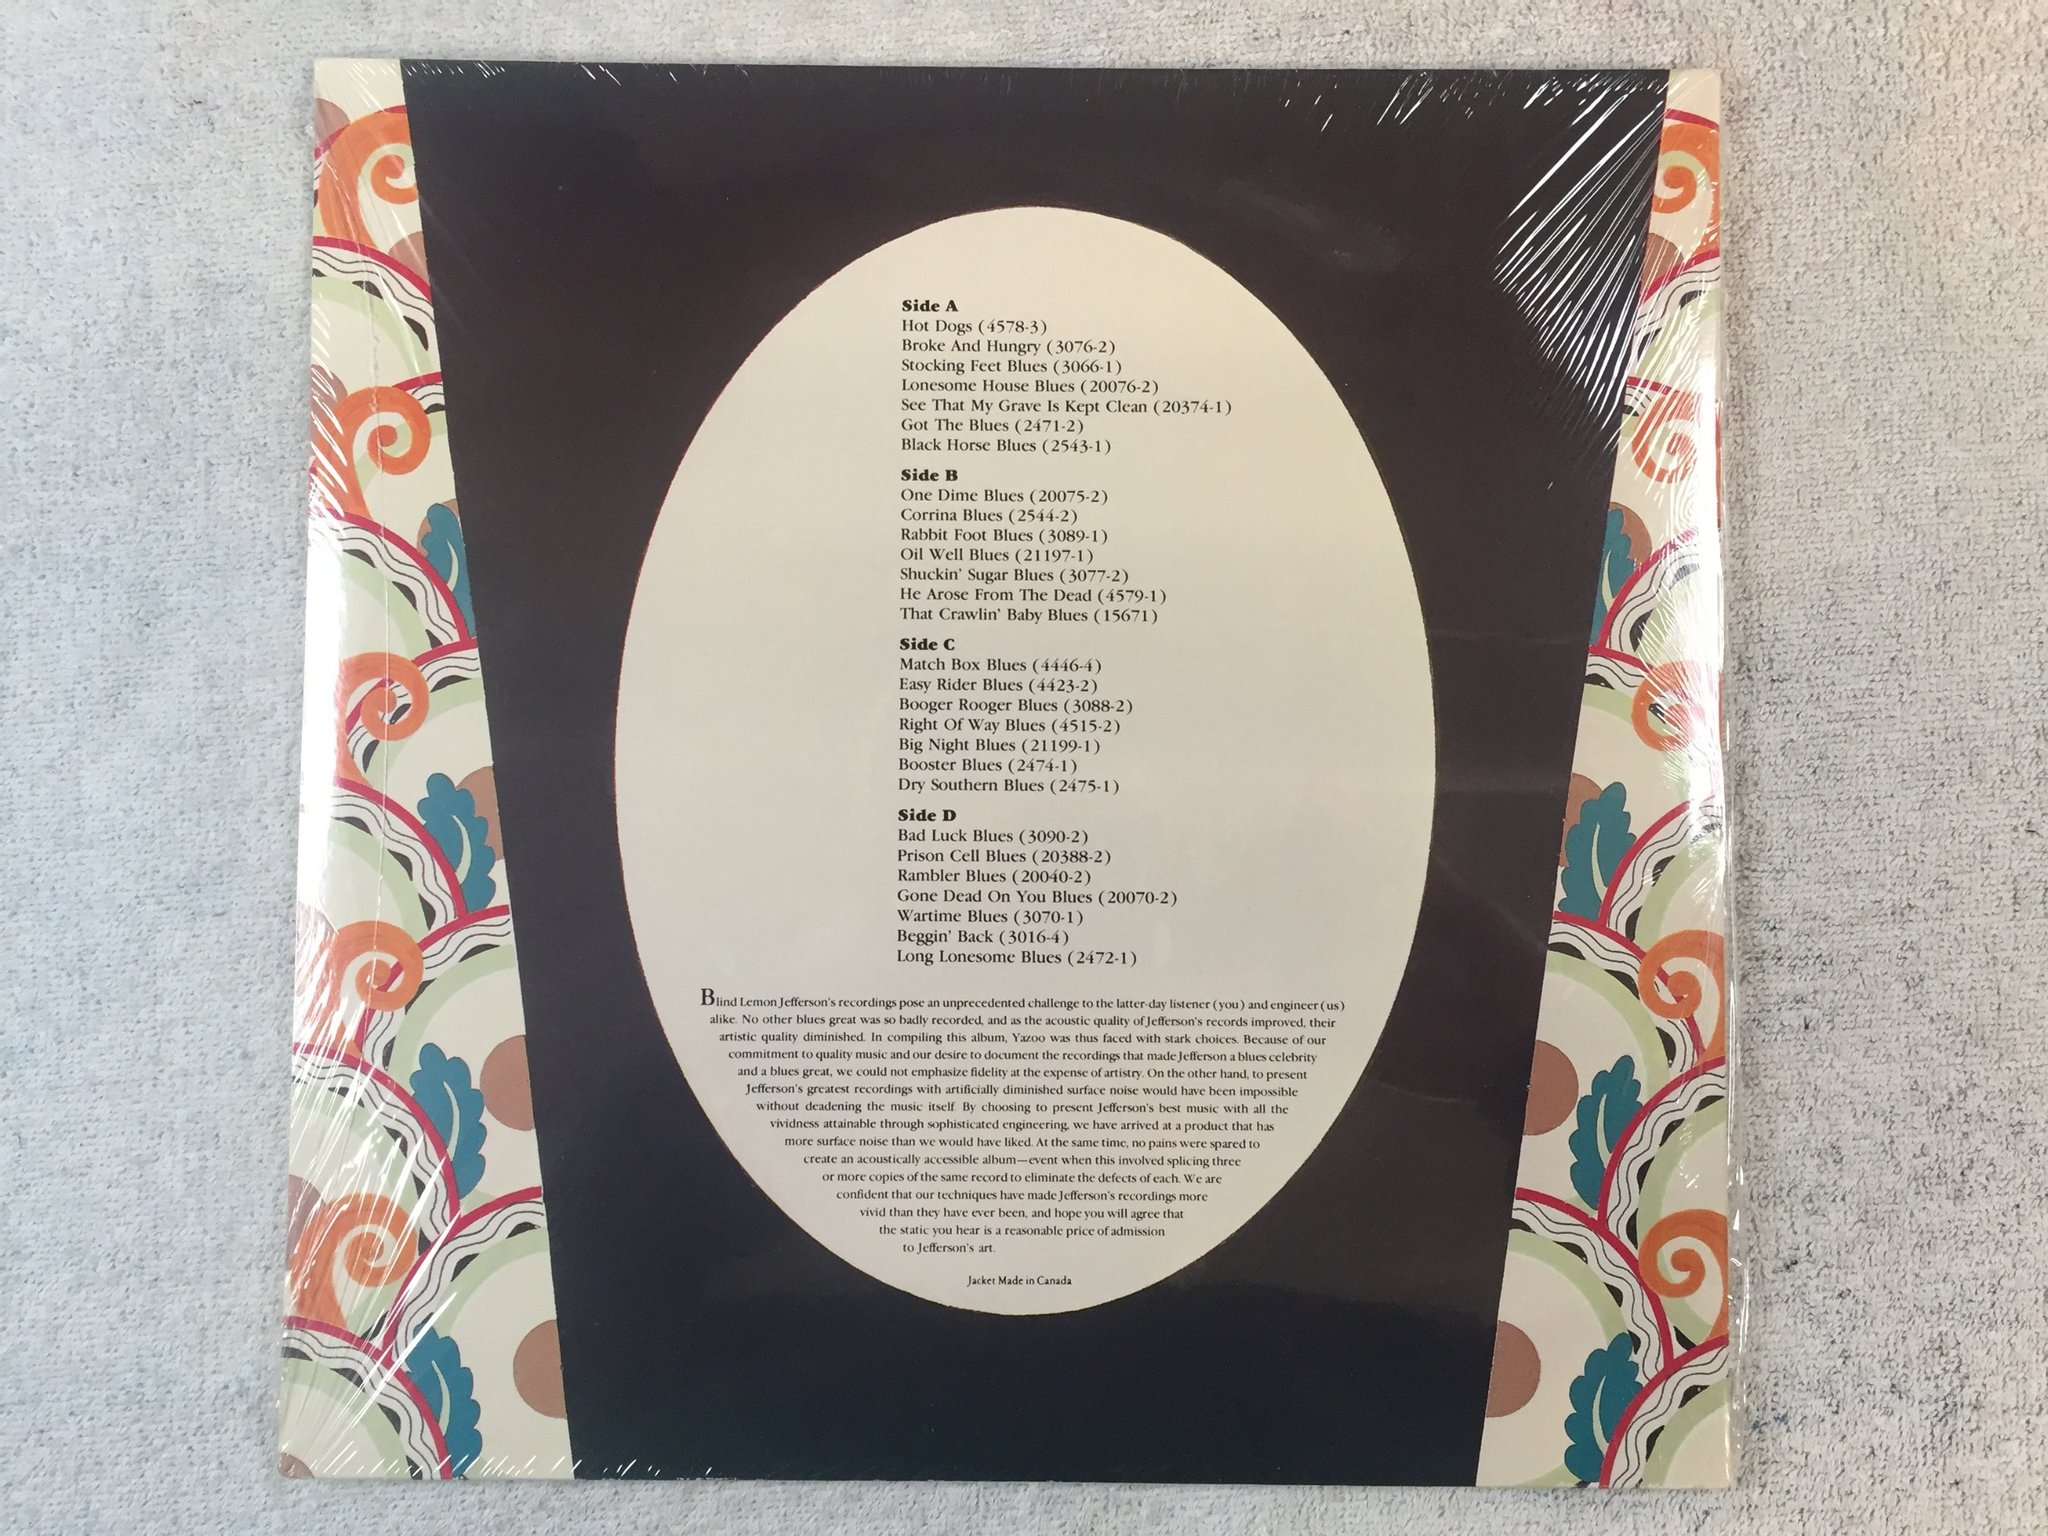 Side A
Hot Dogs (4578-3)
Broke And Hungry (3076-2)
Stocking Feet Blues (3066-1)
Lonesome House Blues (20076-2)
See That My Grave Is Kept Clean (20374-1)
Got The Blues (2471-2)
Black Horse Blues (2543-1)
Side B
One Dime Blues (20075-2)
Corrina Blues (2544-2)
Rabbit Foot Blues (3089-1)
Oil Well Blues (21197-1)
Shuckin' Sugar Blues (3077-2)
He Arose From The Dead (4579-1)
That Crawlin' Baby Blues (15671)
Side C
Match Box Blues (4446-4)
Easy Rider Blues (4423-2)
Booger Rooger Blues (3088-2)
Right Of Way Blues (4515-2)
Big Night Blues (21199-1)
Booster Blues (2474-1)
Dry Southern Blues (2475-1)
Side D
Bad Luck Blues (3090-2)
Prison Cell Blues (20388-2)
Rambler Blues (20040-2)
Gone Dead On You Blues (20070-2)
Wartime Blues (3070-1)
Beggin' Back (3016-4)
Long Lonesome Blues (2472-1)
Blind Lemon Jefferson's recordings pose an unprecedented challenge to the latter-day listener (you) and engineer (us)
alike. No other blues great was so badly recorded, and as the acoustic quality of Jefferson's records improved, their
artistic quality diminished. In compiling this album, Yazoo was thus faced with stark choices. Because of our
commitment to quality music and our desire to document the recordings that made Jefferson a blues celebrity
and a blues great, we could not emphasize fidelity at the expense of artistry. On the other hand, to present
Jefferson's greatest recordings with artificially diminished surface noise would have been impossible
without deadening the music itself. By choosing to present Jefferson's best music with all the
vividness attainable through sophisticated engineering, we have arrived at a product that has
more surface noise than we would have liked. At the same time, no pains were spared to
create an acoustically accessible album—event when this involved splicing three
or more copies of the same record to eliminate the defects of each. We are
confident that our techniques have made Jefferson's recordings more
vivid than they have ever been, and hope you will agree that
the static you hear is a reasonable price of admission
to Jefferson's art.
Jacket Made in Canada